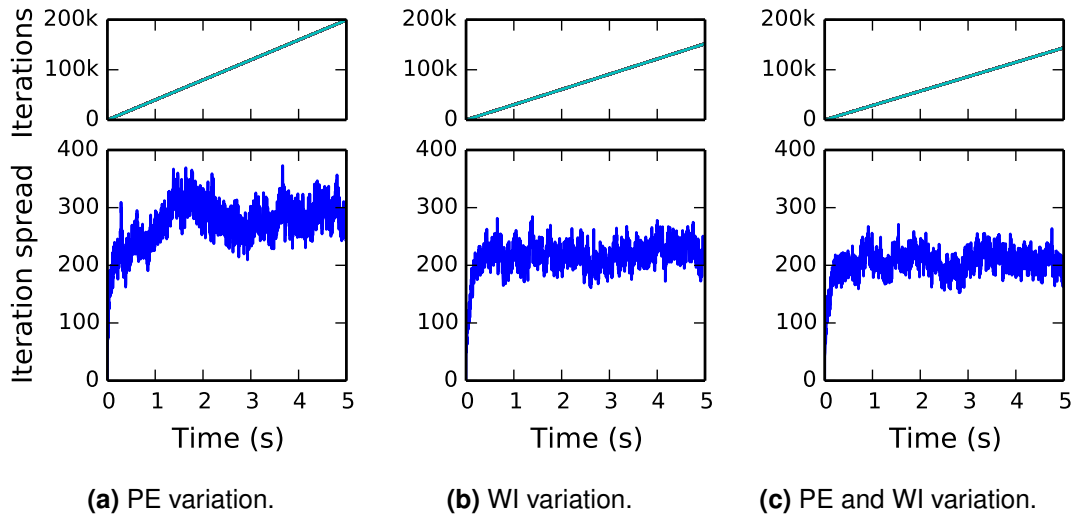 Iterations
200k
100k
0
200k
100k
0
200k
100k
0
Iteration spread
400
300
200
100
0
0 1 2 3 4 5
Time (s)
400
300
200
100
0
0 1 2 3 4 5
Time (s)
400
300
200
100
0
0 1 2 3 4 5
Time (s)
(a) PE variation.
(b) WI variation.
(c) PE and WI variation.